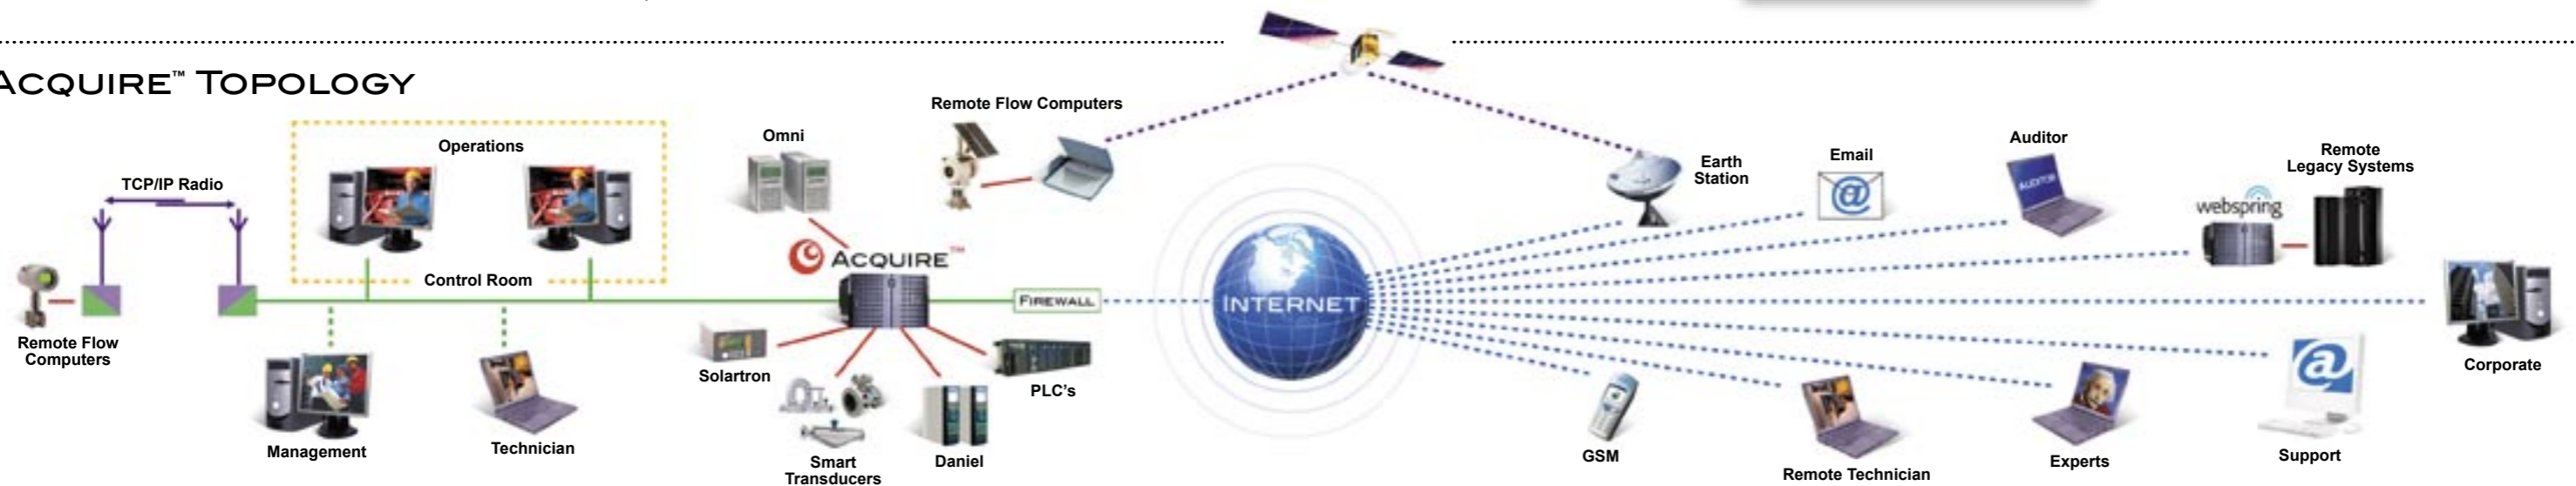 ACQUIRE™ TOPOLOGY
Remote Flow Computers
Omni
Operations
TCP/IP Radio
Control Room
ACQUIRE™
FIREWALL
INTERNET
Remote Flow
Computers
Management
Technician
Solartron
Smart
Transducers
Daniel
PLC's
Earth
Station
Email
@
Auditor
AUDITOR
Remote
Legacy Systems
webspring
Corporate
GSM
Remote Technician
Experts
@
Support